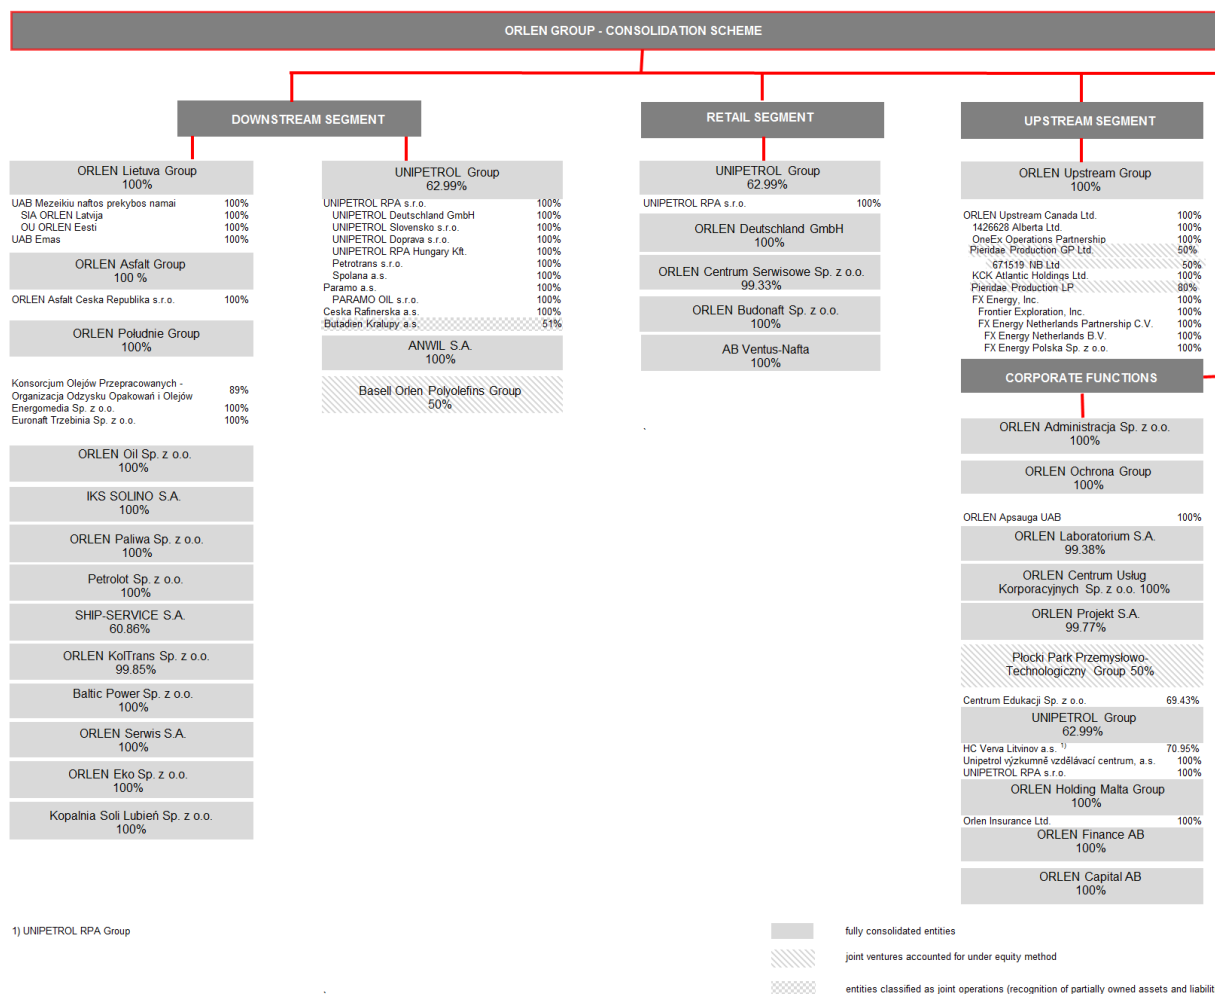 ORLEN GROUP - CONSOLIDATION SCHEME
DOWNSTREAM SEGMENT
ORLEN Lietuva Group
100%
UAB Mezeikiu naftos prekybos namai 100%
SIA ORLEN Latvija 100%
OU ORLEN Eesti 100%
UAB Emas 100%
ORLEN Asfalt Group
100 %
ORLEN Asfalt Ceska Republika s.r.o. 100%
ORLEN Południe Group
100%
Konsorcjum Olejów Przepracowanych -
Organizacja Odzysku Opakowań i Olejów 89%
Energomedia Sp. z o.o. 100%
Euronaft Trzebinia Sp. z o.o. 100%
ORLEN Oil Sp. z o.o.
100%
IKS SOLINO S.A.
100%
ORLEN Paliwa Sp. z o.o.
100%
Petrolot Sp. z o.o.
100%
SHIP-SERVICE S.A.
60.86%
ORLEN KolTrans Sp. z o.o.
99.85%
Baltic Power Sp. z o.o.
100%
ORLEN Serwis S.A.
100%
ORLEN Eko Sp. z o.o.
100%
Kopalnia Soli Lubień Sp. z o.o.
100%
UNIPETROL Group
62.99%
UNIPETROL RPA s.r.o. 100%
UNIPETROL Deutschland GmbH 100%
UNIPETROL Slovensko s.r.o. 100%
UNIPETROL Doprava s.r.o. 100%
UNIPETROL RPA Hungary Kft. 100%
Petrotrans s.r.o. 100%
Spolana a.s. 100%
Paramo a.s. 100%
PARAMO OIL s.r.o. 100%
Ceska Rafinerska a.s. 100%
Butadien Kralupy a.s. 51%
ANWIL S.A.
100%
Basell Orlen Polyolefins Group
50%
RETAIL SEGMENT
UNIPETROL Group
62.99%
UNIPETROL RPA s.r.o. 100%
ORLEN Deutschland GmbH
100%
ORLEN Centrum Serwisowe Sp. z o.o.
99.33%
ORLEN Budonaft Sp. z o.o.
100%
AB Ventus-Nafta
100%
UPSTREAM SEGMENT
ORLEN Upstream Group
100%
ORLEN Upstream Canada Ltd. 100%
1426628 Alberta Ltd. 100%
OneEx Operations Partnership 100%
Pieridae Production GP Ltd. 50%
671519 NB Ltd 50%
KCK Atlantic Holdings Ltd. 100%
Pieridae Production LP 80%
FX Energy, Inc. 100%
Frontier Exploration, Inc. 100%
FX Energy Netherlands Partnership C.V. 100%
FX Energy Netherlands B.V. 100%
FX Energy Polska Sp. z o.o. 100%
CORPORATE FUNCTIONS
ORLEN Administracja Sp. z o.o.
100%
ORLEN Ochrona Group
100%
ORLEN Apsauga UAB 100%
ORLEN Laboratorium S.A.
99.38%
ORLEN Centrum Usług
Korporacyjnych Sp. z o.o. 100%
ORLEN Projekt S.A.
99.77%
Płocki Park Przemysłowo-
Technologiczny Group 50%
Centrum Edukacji Sp. z o.o. 69.43%
UNIPETROL Group
62.99%
HC Verva Litvinov a.s. 1) 70.95%
Unipetrol výzkumně vzdělávací centrum, a.s. 100%
UNIPETROL RPA s.r.o. 100%
ORLEN Holding Malta Group
100%
Orlen Insurance Ltd. 100%
ORLEN Finance AB
100%
ORLEN Capital AB
100%
1) UNIPETROL RPA Group
fully consolidated entities
joint ventures accounted for under equity method
entities classified as joint operations (recognition of partially owned assets and liabilit